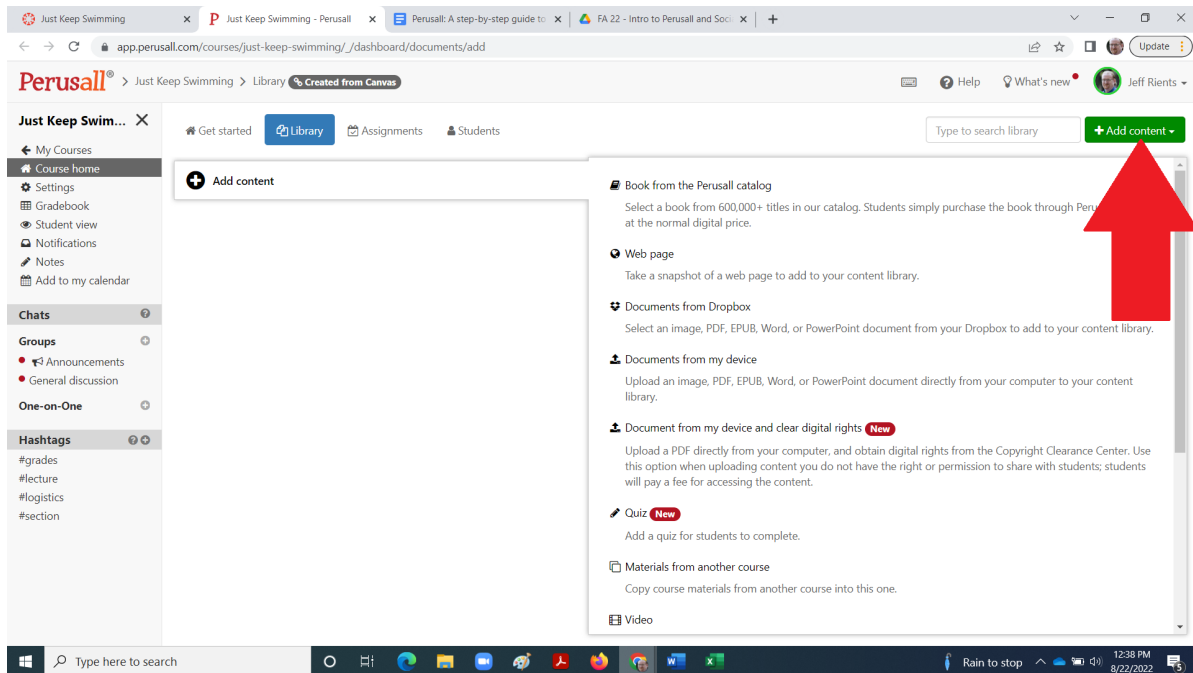 Just Keep Swimming
Just Keep Swimming - Perusall
Perusall: A step-by-step guide to
FA 22 - Intro to Perusall and Soci
app.perusall.com/courses/just-keep-swimming/_/dashboard/documents/add
Update
Perusall® > Just Keep Swimming > Library Created from Canvas
Help
What's new
Jeff Rients
Just Keep Swim...
My Courses
Course home
Settings
Gradebook
Student view
Notifications
Notes
Add to my calendar
Chats
Groups
Announcements
General discussion
One-on-One
Hashtags
#grades
#lecture
#logistics
#section
Get started
Library
Assignments
Students
Type to search library
Add content
Add content
Book from the Perusall catalog
Select a book from 600,000+ titles in our catalog. Students simply purchase the book through
at the normal digital price.
Web page
Take a snapshot of a web page to add to your content library.
Documents from Dropbox
Select an image, PDF, EPUB, Word, or PowerPoint document from your Dropbox to add to your content library.
Documents from my device
Upload an image, PDF, EPUB, Word, or PowerPoint document directly from your computer to your content
library.
Document from my device and clear digital rights New
Upload a PDF directly from your computer, and obtain digital rights from the Copyright Clearance Center. Use
this option when uploading content you do not have the right or permission to share with students; students
will pay a fee for accessing the content.
Quiz New
Add a quiz for students to complete.
Materials from another course
Copy course materials from another course into this one.
Video
Type here to search
Rain to stop
12:38 PM
8/22/2022
5